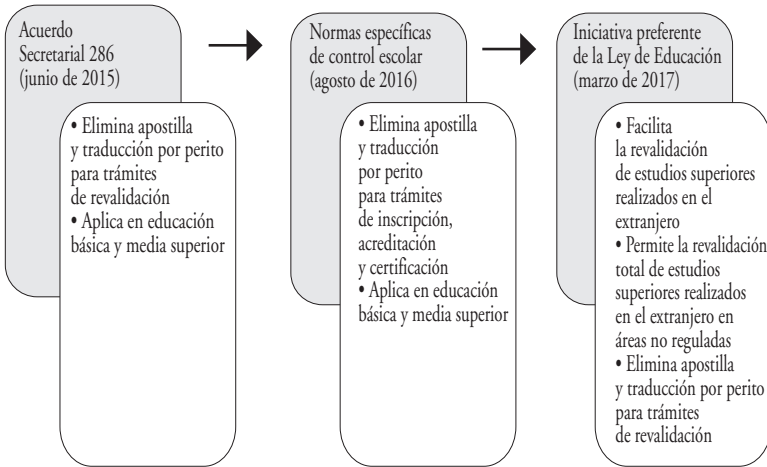 Acuerdo
Secretarial 286
(junio de 2015)
• Elimina apostilla
y traducción por perito
para trámites
de revalidación
• Aplica en educación
básica y media superior
Normas específicas
de control escolar
(agosto de 2016)
• Elimina apostilla
y traducción
por perito
para trámites
de inscripción,
acreditación
y certificación
• Aplica en educación
básica y media superior
Iniciativa preferente
de la Ley de Educación
(marzo de 2017)
• Facilita
la revalidación
de estudios superiores
realizados en el
extranjero
• Permite la revalidación
total de estudios
superiores realizados
en el extranjero en
áreas no reguladas
• Elimina apostilla
y traducción por perito
para trámites
de revalidación